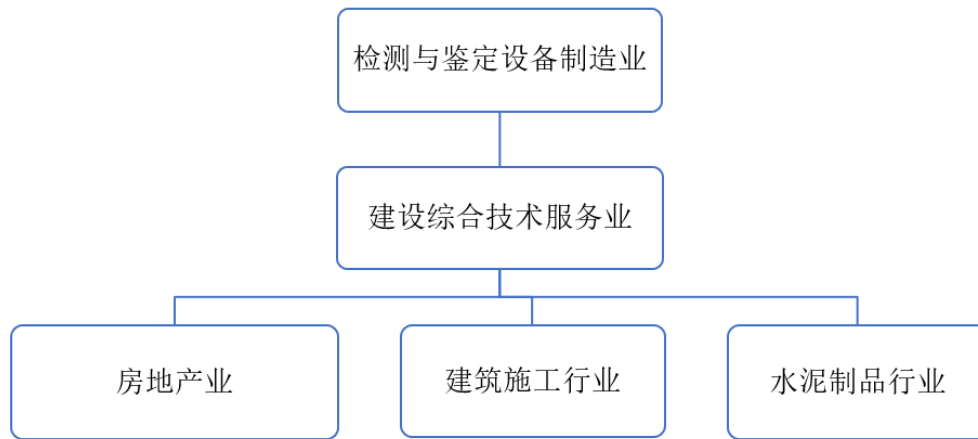 检测与鉴定设备制造业
建设综合技术服务业
房地产业
建筑施工行业
水泥制品行业